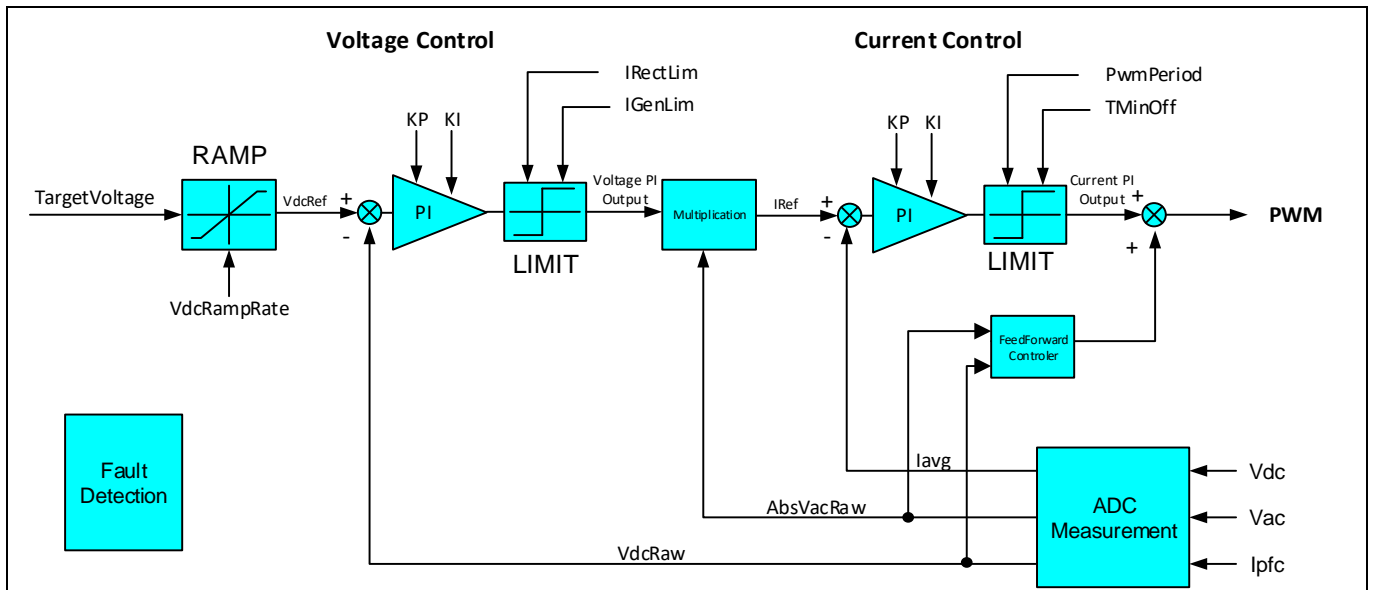 Voltage Control
Current Control
IRectLim
PwmPeriod
IGenLim
TMinOff
KP
KI
KP
KI
RAMP
TargetVoltage
VdcRef
+
-
PI
Voltage PI
Output
LIMIT
Multiplication
IRef
+
-
PI
Current PI
Output
LIMIT
+
+
PWM
VdcRampRate
FeedForward
Controler
Fault
Detection
Iavg
AbsVacRaw
VdcRaw
ADC
Measurement
Vdc
Vac
Ipfc